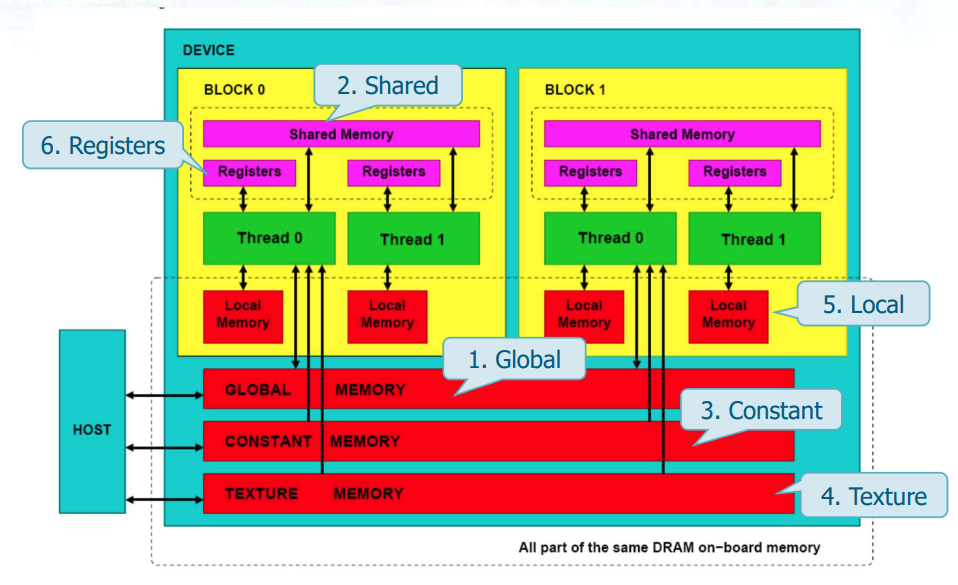 DEVICE
BLOCK 0
2. Shared
BLOCK 1
Shared Memory
Shared Memory
6. Registers
Registers
Registers
Registers
Registers
Thread 0
Thread 1
Thread 0
Thread 1
Local
Memory
Local
Memory
Local
Memory
Local
Memory
5. Local
1. Global
GLOBAL MEMORY
3. Constant
HOST
CONSTANT MEMORY
TEXTURE MEMORY
4. Texture
All part of the same DRAM on-board memory